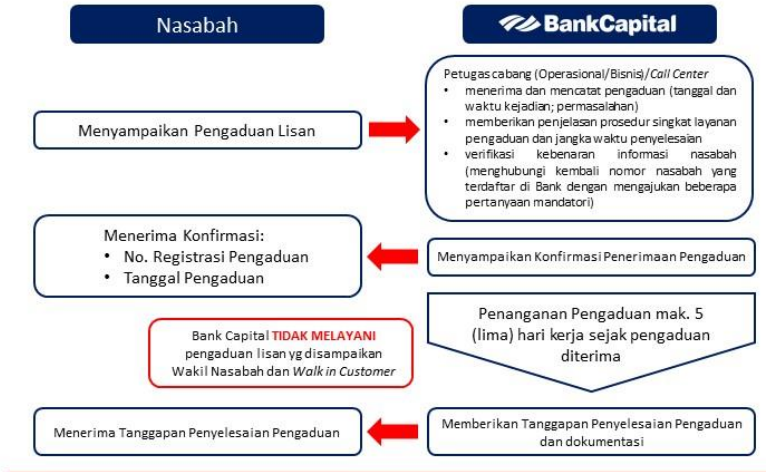 Nasabah
BankCapital
Petugas cabang (Operasional/Bisnis)/Call Center
• menerima dan mencatat pengaduan (tanggal dan
waktu kejadian; permasalahan)
• memberikan penjelasan prosedur singkat layanan
pengaduan dan jangka waktu penyelesaian
• verifikasi kebenaran informasi nasabah
(menghubungi kembali nomor nasabah yang
terdaftar di Bank dengan mengajukan beberapa
pertanyaan mandatori)
Menyampaikan Pengaduan Lisan
Menerima Konfirmasi:
• No. Registrasi Pengaduan
• Tanggal Pengaduan
Menyampaikan Konfirmasi Penerimaan Pengaduan
Penanganan Pengaduan mak. 5
(lima) hari kerja sejak pengaduan
diterima
Bank Capital TIDAK MELAYANI
pengaduan lisan yg disampaikan
Wakil Nasabah dan Walk in Customer
Memberikan Tanggapan Penyelesaian Pengaduan
dan dokumentasi
Menerima Tanggapan Penyelesaian Pengaduan